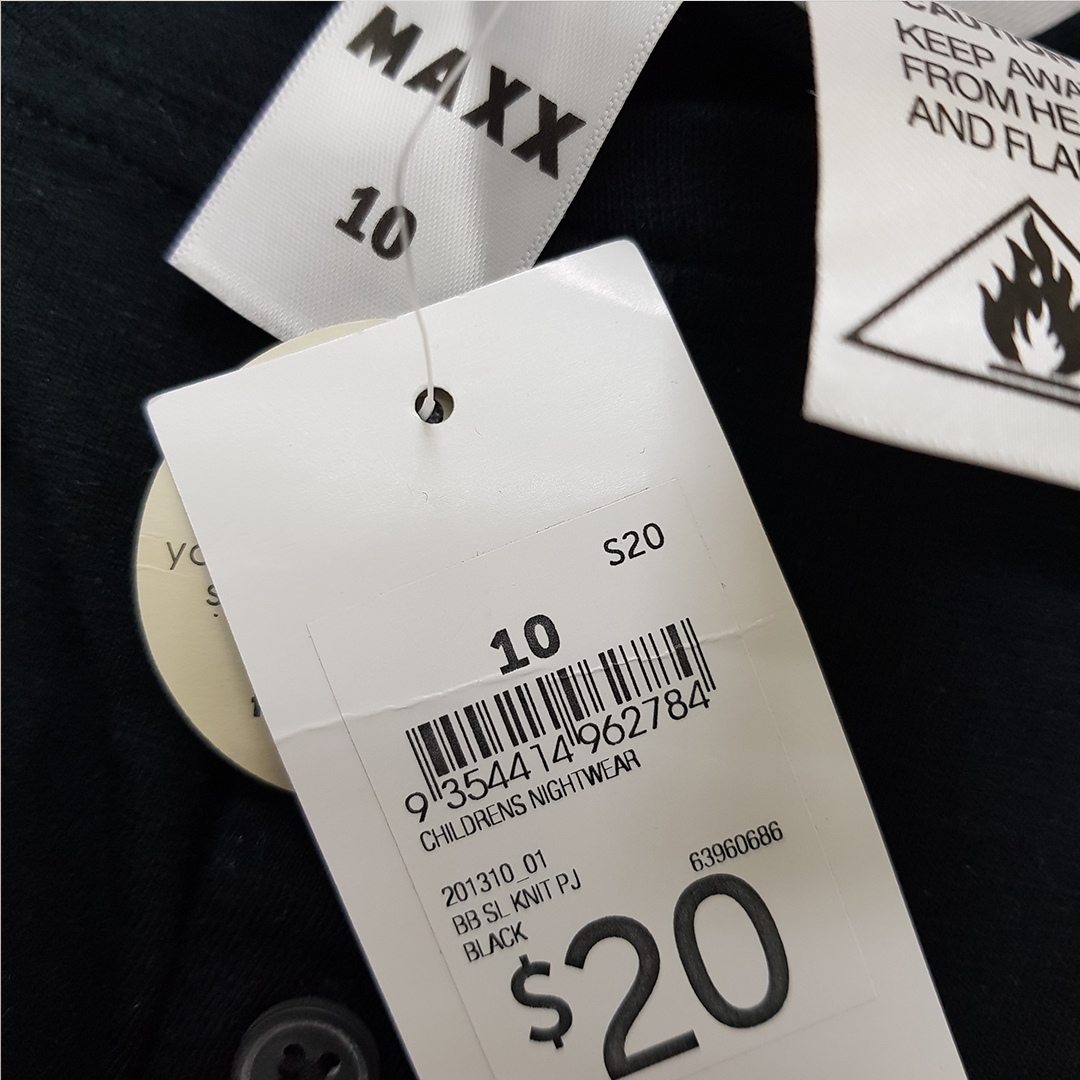 MAXX
10
CAUTION
KEEP AWA
FROM HE
AND FLA
yo
s
S20
10
9 354414 962784
CHILDRENS NIGHTWEAR
201310_01
63960686
BB SL KNIT PJ
BLACK
$20